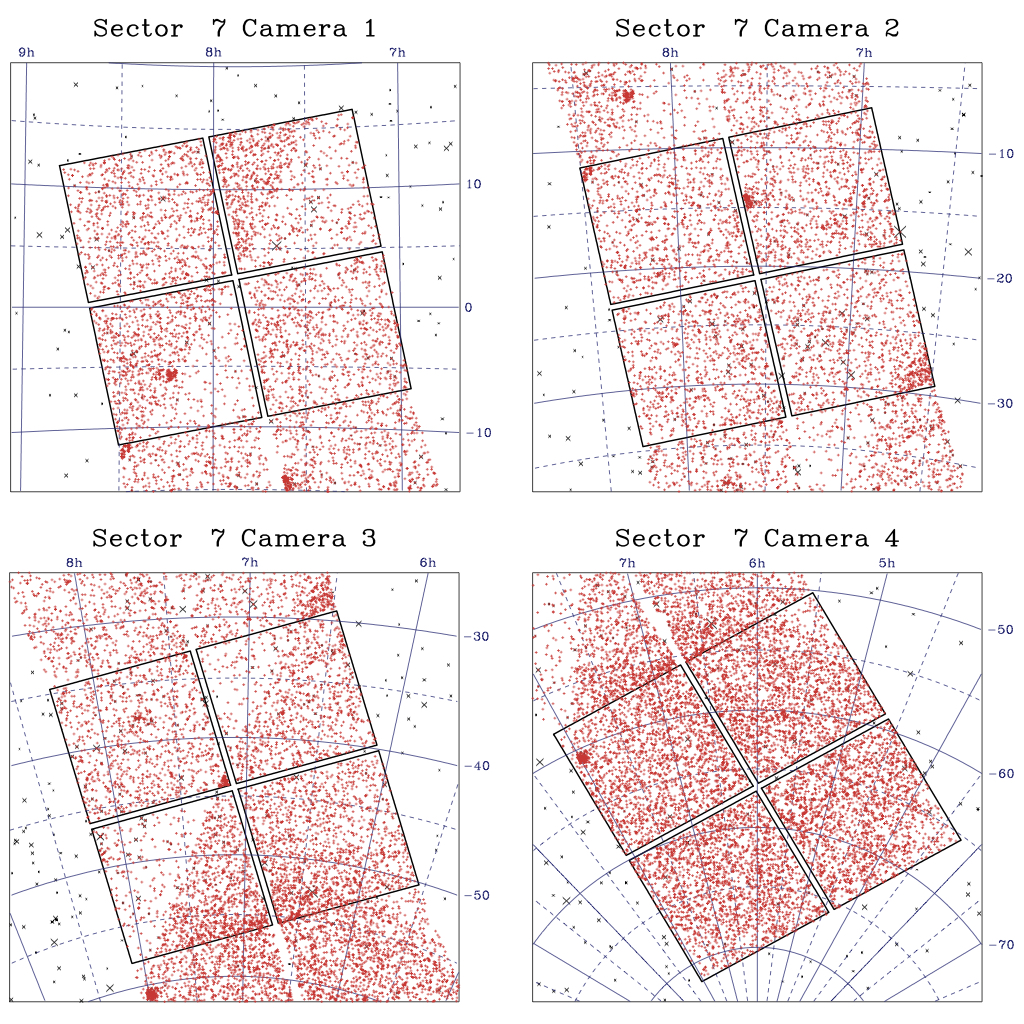 Sector 7 Camera 1
9h 8h 7h
10
0
-10
Sector 7 Camera 2
8h 7h
-10
-20
-30
Sector 7 Camera 3
8h 7h 6h
-30
-40
-50
Sector 7 Camera 4
7h 6h 5h
-50
-60
-70